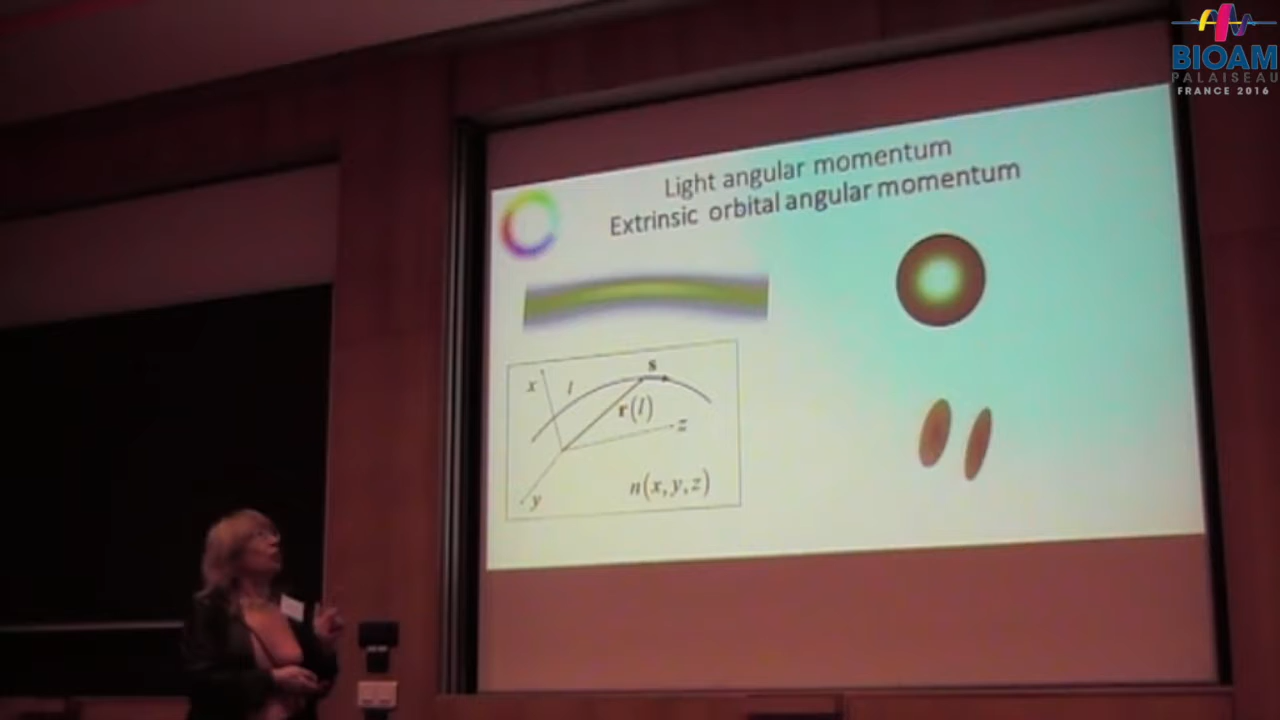 BIOAM
PALAISEAU
FRANCE 2016
Light angular momentum
Extrinsic orbital angular momentum
s
x
l
r(l)
z
n(x,y,z)
y